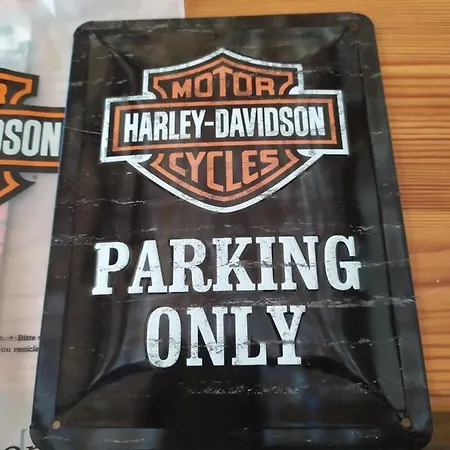 MOTOR
HARLEY-DAVIDSON
CYCLES
PARKING
ONLY
DSON
Bitte